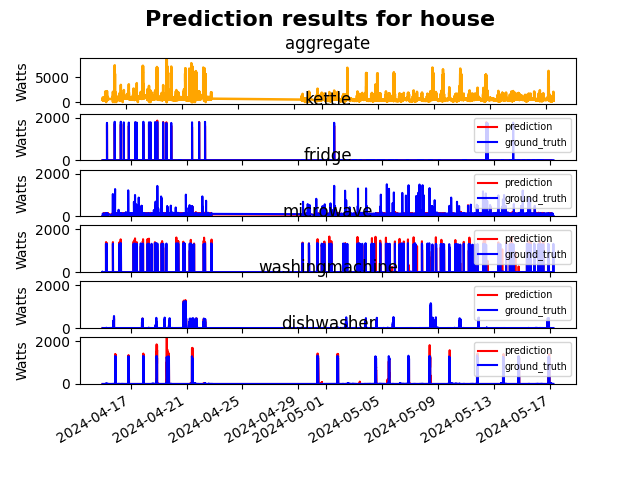 Prediction results for house
aggregate
Watts
5000
0
kettle
Watts
2000
0
prediction
ground_truth
fridge
Watts
2000
0
prediction
ground_truth
microwave
Watts
2000
0
prediction
ground_truth
washingmachine
Watts
2000
0
prediction
ground_truth
dishwasher
Watts
2000
0
prediction
ground_truth
2024-04-17
2024-04-21
2024-04-25
2024-04-29
2024-05-01
2024-05-05
2024-05-09
2024-05-13
2024-05-17